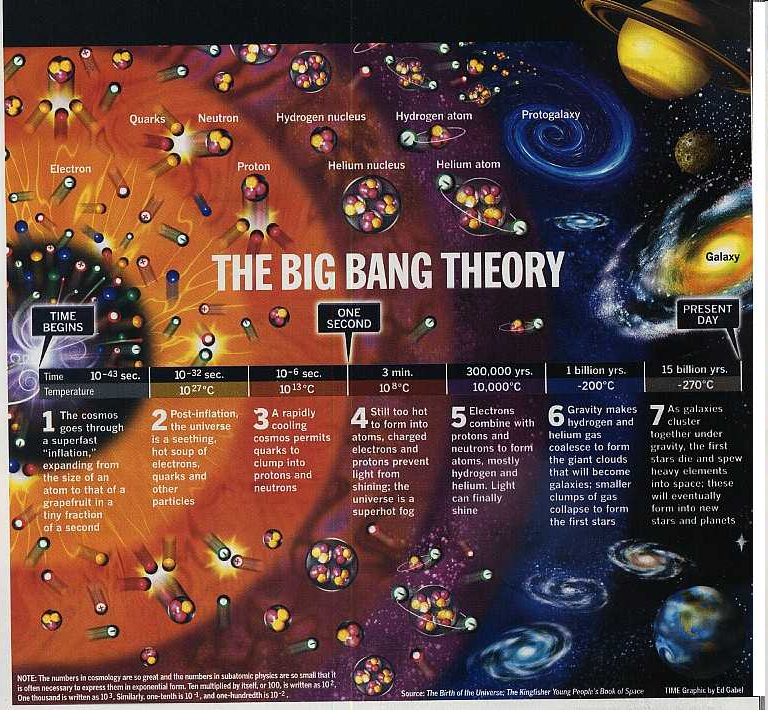 Quarks
Neutron
Hydrogen nucleus
Hydrogen atom
Protogalaxy
Electron
Proton
Helium nucleus
Helium atom
THE BIG BANG THEORY
Galaxy
TIME
BEGINS
ONE
SECOND
PRESENT
DAY
Time 10⁻⁴³ sec. 10⁻³² sec. 10⁻⁶ sec. 3 min. 300,000 yrs. 1 billion yrs. 15 billion yrs.
Temperature 10²⁷°C 10¹³°C 10⁸°C 10,000°C -200°C -270°C
1 The cosmos
goes through
a superfast
"inflation,"
expanding from
the size of an
atom to that of a
grapefruit in a
tiny fraction
of a second
2 Post-inflation,
the universe
is a seething,
hot soup of
electrons,
quarks and
other
particles
3 A rapidly
cooling
cosmos permits
quarks to
clump into
protons and
neutrons
4 Still too hot
to form into
atoms, charged
electrons and
protons prevent
light from
shining; the
universe is a
superhot fog
5 Electrons
combine with
protons and
neutrons to form
atoms, mostly
hydrogen and
helium. Light
can finally
shine
6 Gravity makes
hydrogen and
helium gas
coalesce to form
the giant clouds
that will become
galaxies; smaller
clumps of gas
collapse to form
the first stars
7 As galaxies
cluster
together under
gravity, the first
stars die and spew
heavy elements
into space; these
will eventually
form into new
stars and planets
NOTE: The numbers in cosmology are so great and the numbers in subatomic physics are so small that it
is often necessary to express them in exponential form. Ten multiplied by itself, or 100, is written as 10².
One thousand is written as 10³. Similarly, one-tenth is 10⁻¹, and one-hundredth is 10⁻².
Source: The Birth of the Universe; The Kingfisher Young People's Book of Space
TIME Graphic by Ed Gabel